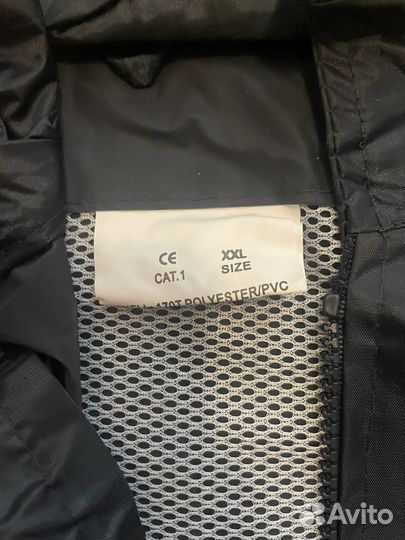 CE XXL
CAT.1 SIZE
170T POLYESTER/PVC
Avito